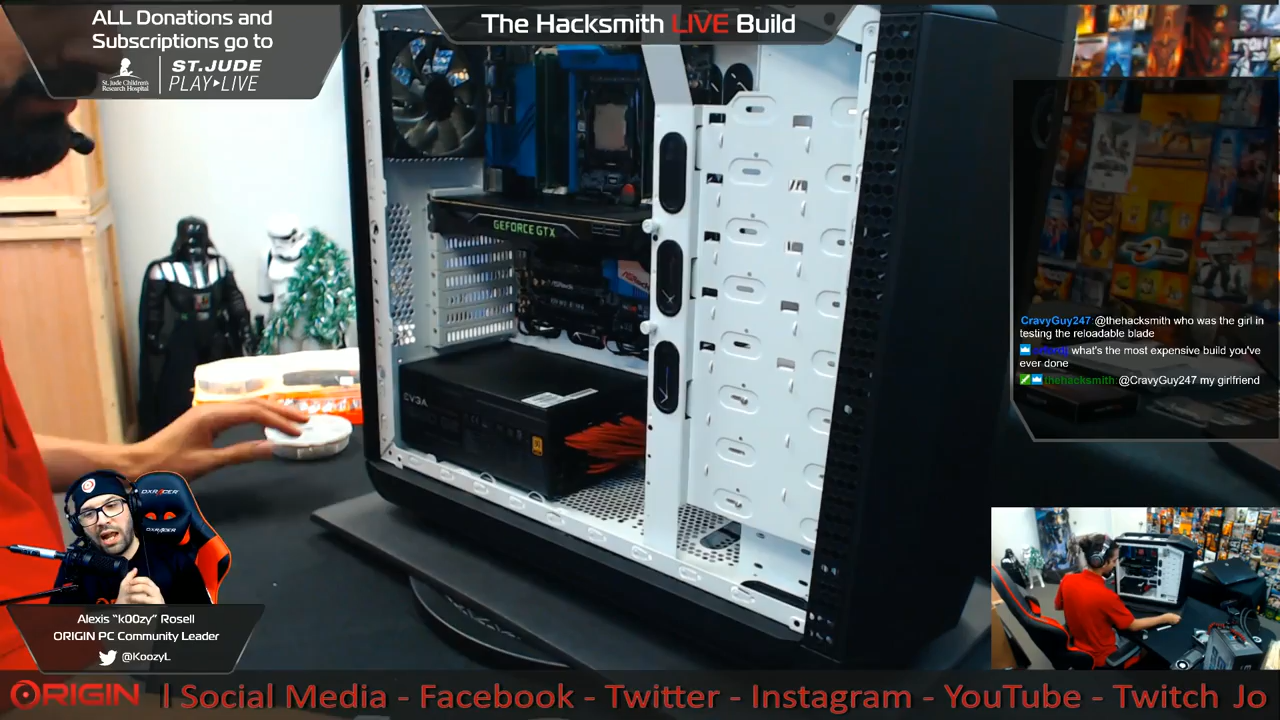 ALL Donations and
Subscriptions go to
St. Jude Children's
Research Hospital
ST. JUDE
PLAY LIVE
The Hacksmith LIVE Build
GEFORCE GTX
EVGA
CravyGuy247: @thehacksmith who was the girl in
testing the reloadable blade
what's the most expensive build you've
ever done
thehacksmith: @CravyGuy247 my girlfriend
DXRACER
DXRACER
Alexis "k00zy" Rosell
ORIGIN PC Community Leader
@KoozyL
ORIGIN
l Social Media - Facebook - Twitter - Instagram - YouTube - Twitch Jo